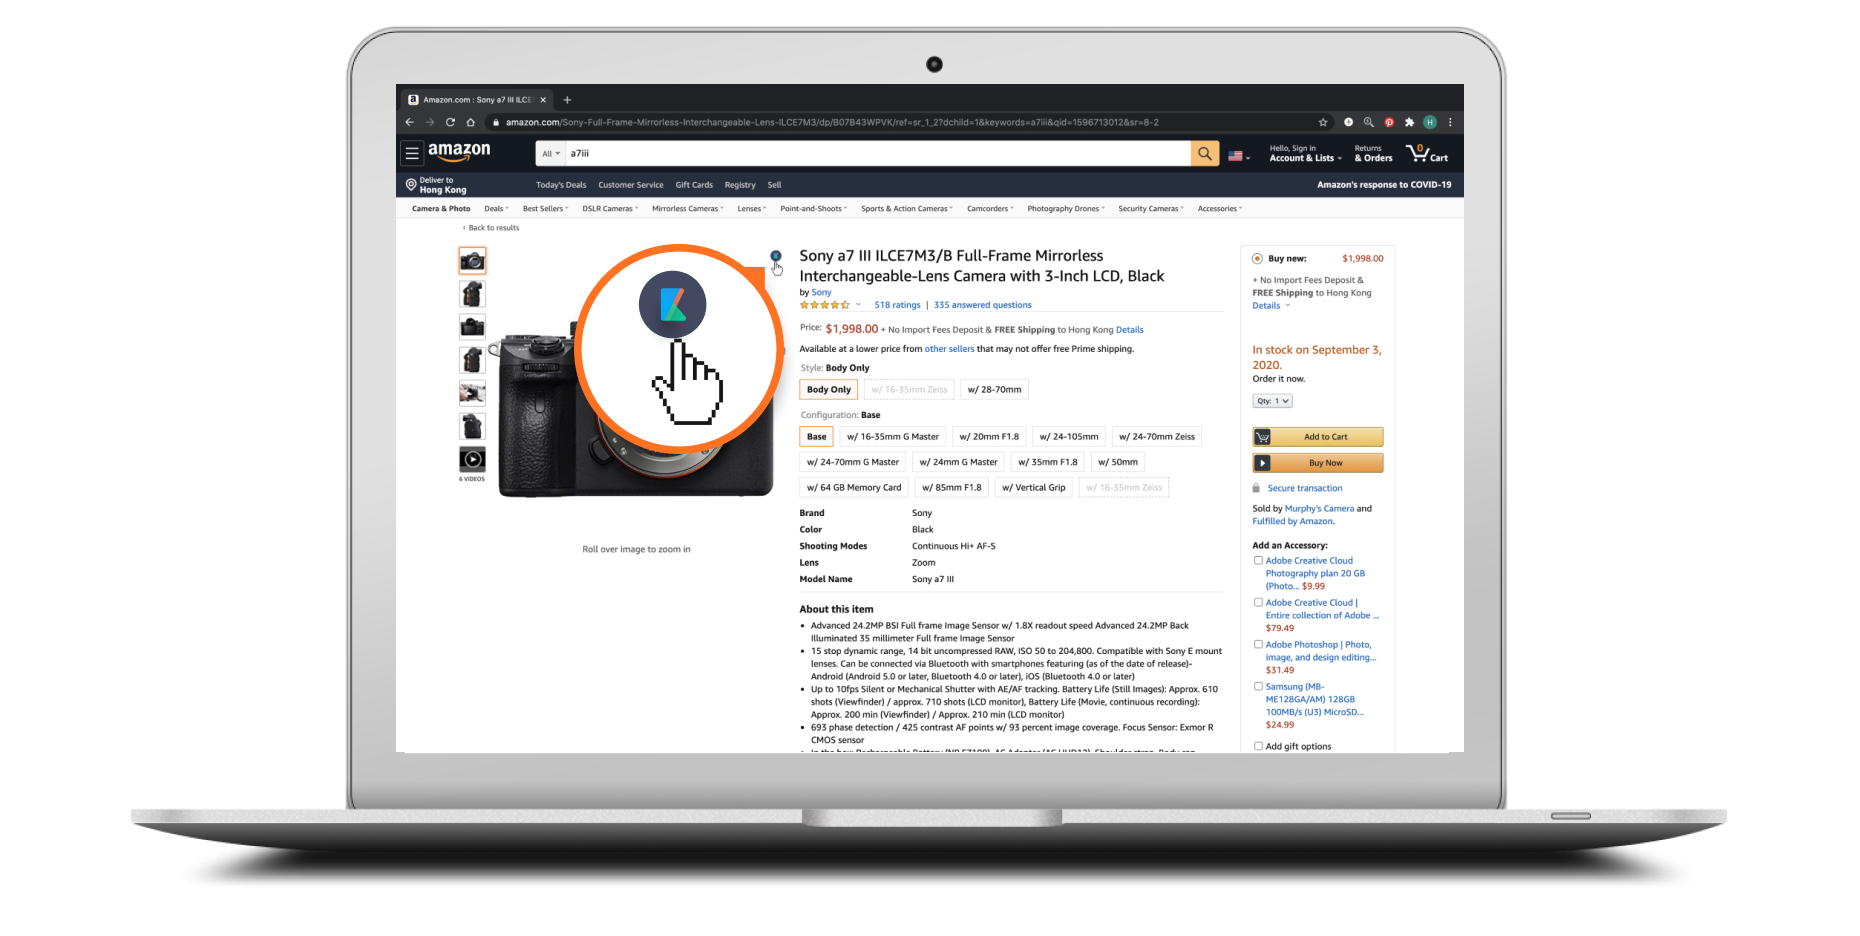 Amazon.com : Sony a7 III ILCE
amazon.com/Sony-Full-Frame-Mirrorless-Interchangeable-Lens-ILCE7M3/dp/B07B43WPVK/ref=sr_1_2?dchild=1&keywords=a7iii&qid=1596713012&sr=8-2
H
amazon
All
a7iii
Hello, Sign in
Account & Lists
Returns
& Orders
0
Cart
Deliver to
Hong Kong
Today's Deals Customer Service Gift Cards Registry Sell
Amazon's response to COVID-19
Camera & Photo Deals Best Sellers DSLR Cameras Mirrorless Cameras Lenses Point-and-Shoots Sports & Action Cameras Camcorders Photography Drones Security Cameras Accessories
‹ Back to results
6 VIDEOS
Roll over image to zoom in
Sony a7 III ILCE7M3/B Full-Frame Mirrorless
Interchangeable-Lens Camera with 3-Inch LCD, Black
by Sony
518 ratings | 335 answered questions
Price: $1,998.00 + No Import Fees Deposit & FREE Shipping to Hong Kong Details
Available at a lower price from other sellers that may not offer free Prime shipping.
Style: Body Only
Body Only w/ 16-35mm Zeiss w/ 28-70mm
Configuration: Base
Base w/ 16-35mm G Master w/ 20mm F1.8 w/ 24-105mm w/ 24-70mm Zeiss
w/ 24-70mm G Master w/ 24mm G Master w/ 35mm F1.8 w/ 50mm
w/ 64 GB Memory Card w/ 85mm F1.8 w/ Vertical Grip w/ 16-35mm Zeiss
Brand Sony
Color Black
Shooting Modes Continuous Hi+ AF-S
Lens Zoom
Model Name Sony a7 III
About this item
• Advanced 24.2MP BSI Full frame Image Sensor w/ 1.8X readout speed Advanced 24.2MP Back
Illuminated 35 millimeter Full frame Image Sensor
• 15 stop dynamic range, 14 bit uncompressed RAW, ISO 50 to 204,800. Compatible with Sony E mount
lenses. Can be connected via Bluetooth with smartphones featuring (as of the date of release)-
Android (Android 5.0 or later, Bluetooth 4.0 or later), iOS (Bluetooth 4.0 or later)
• Up to 10fps Silent or Mechanical Shutter with AE/AF tracking. Battery Life (Still Images): Approx. 610
shots (Viewfinder) / approx. 710 shots (LCD monitor), Battery Life (Movie, continuous recording):
Approx. 200 min (Viewfinder) / Approx. 210 min (LCD monitor)
• 693 phase detection / 425 contrast AF points w/ 93 percent image coverage. Focus Sensor: Exmor R
CMOS sensor
Buy new: $1,998.00
+ No Import Fees Deposit &
FREE Shipping to Hong Kong
Details
In stock on September 3,
2020.
Order it now.
Qty: 1
Add to Cart
Buy Now
Secure transaction
Sold by Murphy's Camera and
Fulfilled by Amazon.
Add an Accessory:
Adobe Creative Cloud
Photography plan 20 GB
(Photo... $9.99
Adobe Creative Cloud |
Entire collection of Adobe ...
$79.49
Adobe Photoshop | Photo,
image, and design editing...
$31.49
Samsung (MB-
ME128GA/AM) 128GB
100MB/s (U3) MicroSD...
$24.99
Add gift options